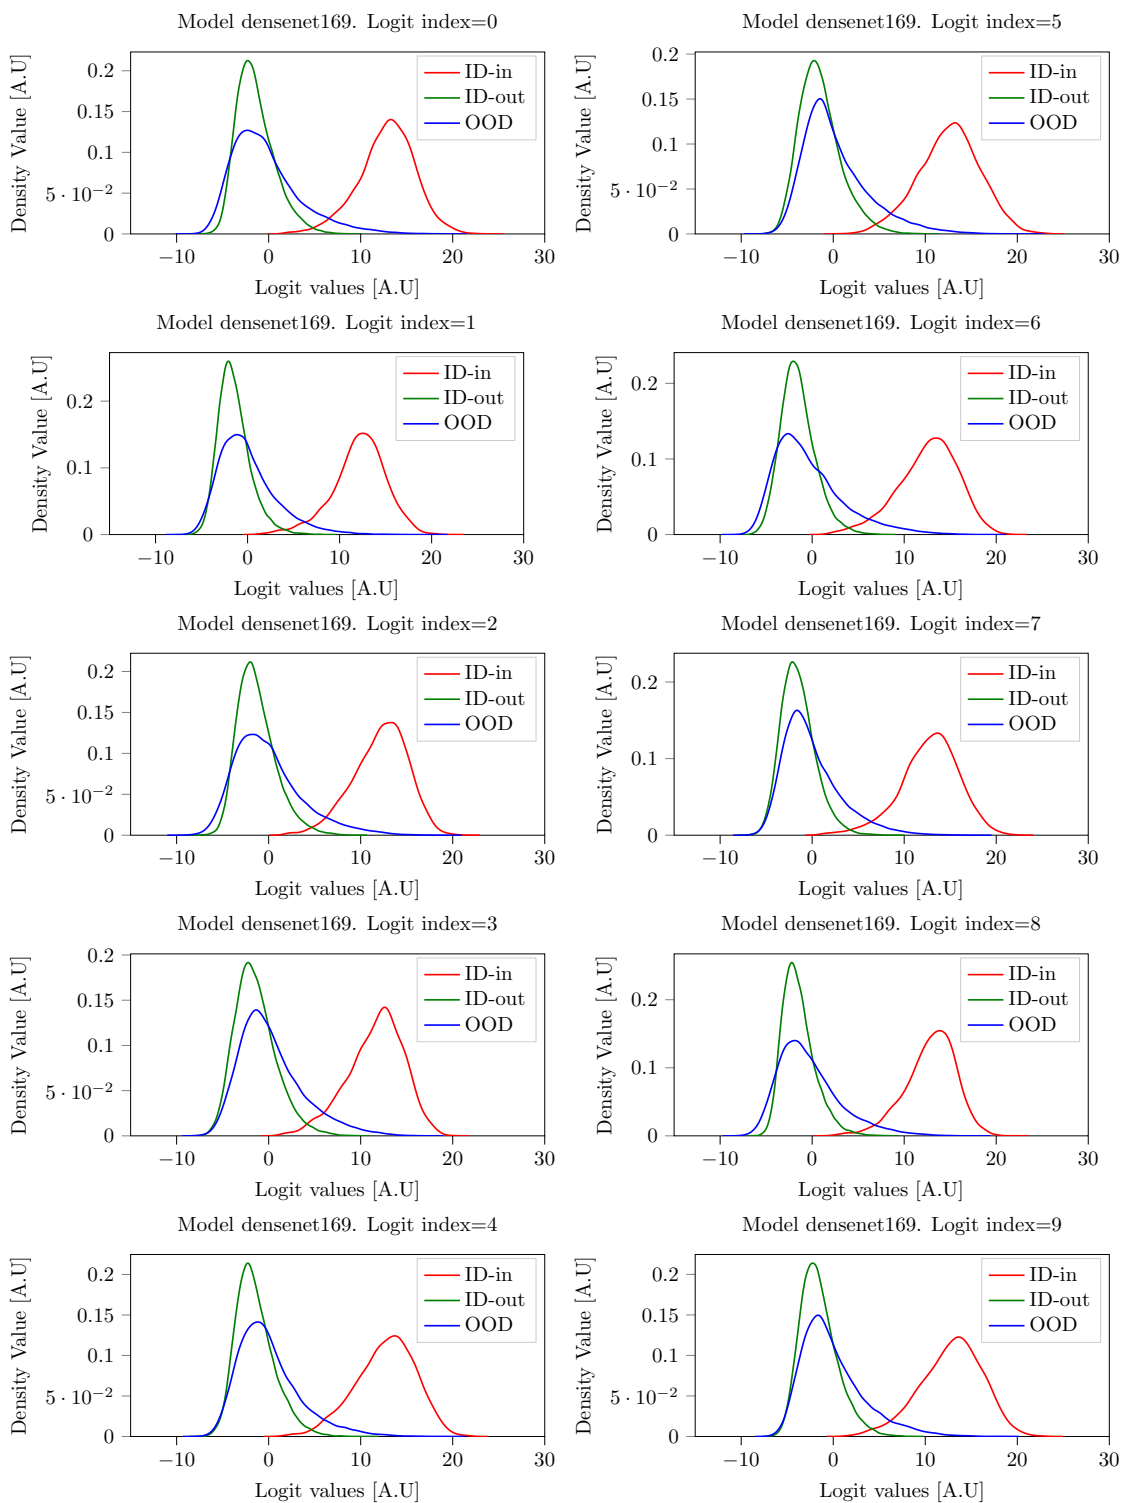 Model densenet169. Logit index=0
Density Value [A.U]
0.2
0.15
0.1
5 · 10⁻²
0
−10 0 10 20 30
Logit values [A.U]
ID-in
ID-out
OOD
Model densenet169. Logit index=5
Density Value [A.U]
0.2
0.15
0.1
5 · 10⁻²
0
−10 0 10 20 30
Logit values [A.U]
ID-in
ID-out
OOD
Model densenet169. Logit index=1
Density Value [A.U]
0.2
0.1
0
−10 0 10 20 30
Logit values [A.U]
ID-in
ID-out
OOD
Model densenet169. Logit index=6
Density Value [A.U]
0.2
0.1
0
−10 0 10 20 30
Logit values [A.U]
ID-in
ID-out
OOD
Model densenet169. Logit index=2
Density Value [A.U]
0.2
0.15
0.1
5 · 10⁻²
0
−10 0 10 20 30
Logit values [A.U]
ID-in
ID-out
OOD
Model densenet169. Logit index=7
Density Value [A.U]
0.2
0.1
0
−10 0 10 20 30
Logit values [A.U]
ID-in
ID-out
OOD
Model densenet169. Logit index=3
Density Value [A.U]
0.2
0.15
0.1
5 · 10⁻²
0
−10 0 10 20 30
Logit values [A.U]
ID-in
ID-out
OOD
Model densenet169. Logit index=8
Density Value [A.U]
0.2
0.1
0
−10 0 10 20 30
Logit values [A.U]
ID-in
ID-out
OOD
Model densenet169. Logit index=4
Density Value [A.U]
0.2
0.15
0.1
5 · 10⁻²
0
−10 0 10 20 30
Logit values [A.U]
ID-in
ID-out
OOD
Model densenet169. Logit index=9
Density Value [A.U]
0.2
0.15
0.1
5 · 10⁻²
0
−10 0 10 20 30
Logit values [A.U]
ID-in
ID-out
OOD